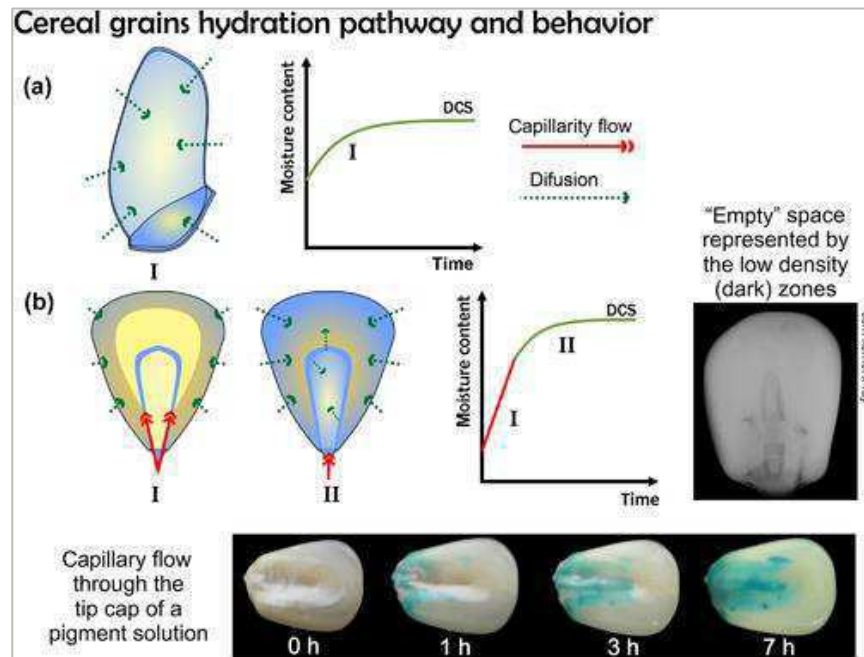 Cereal grains hydration pathway and behavior
(a)
I
Moisture content
DCS
I
Time
Capillarity flow
Difusion
"Empty" space
represented by
the low density
(dark) zones
(b)
I
II
Moisture content
DCS
II
I
Time
Capillary flow
through the
tip cap of a
pigment solution
0 h
1 h
3 h
7 h